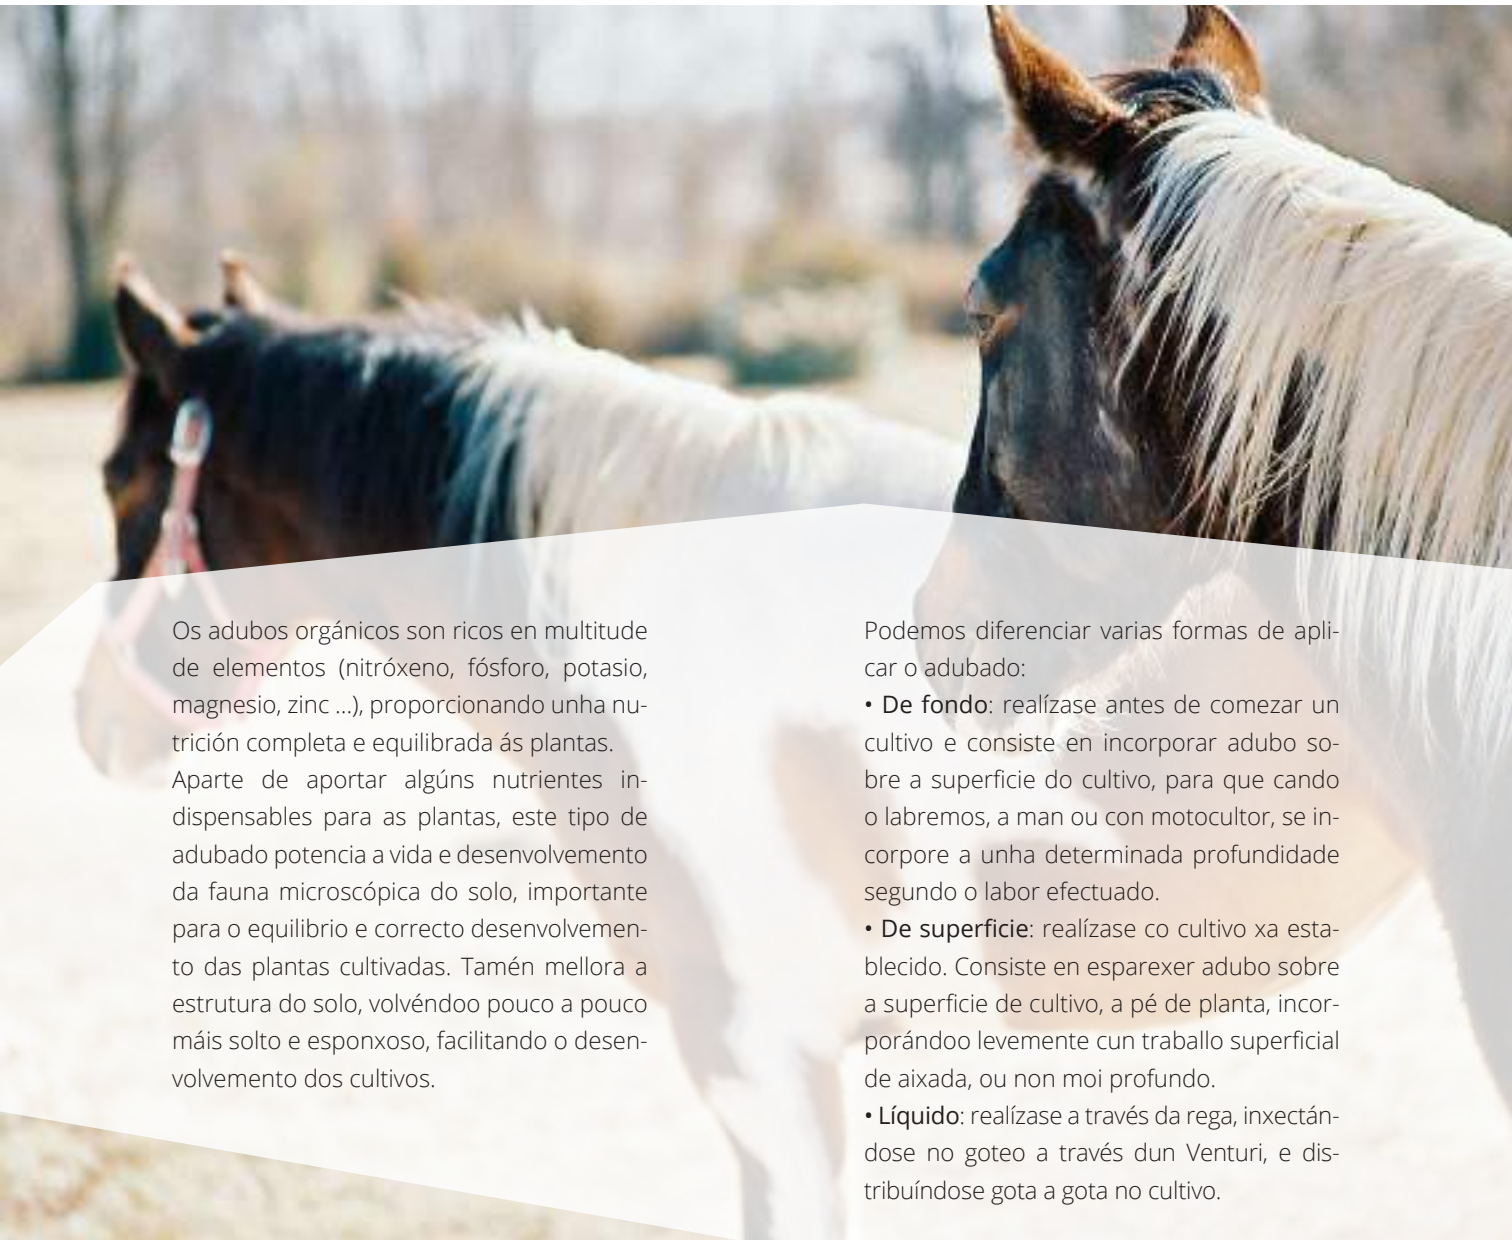 Os adubos orgánicos son ricos en multitude
de elementos (nitróxeno, fósforo, potasio,
magnesio, zinc ...), proporcionando unha nu-
trición completa e equilibrada ás plantas.
Aparte de aportar algúns nutrientes in-
dispensables para as plantas, este tipo de
adubado potencia a vida e desenvolvemento
da fauna microscópica do solo, importante
para o equilibrio e correcto desenvolvemen-
to das plantas cultivadas. Tamén mellora a
estrutura do solo, volvéndoo pouco a pouco
máis solto e esponxoso, facilitando o desen-
volvemento dos cultivos.
Podemos diferenciar varias formas de apli-
car o adubado:
• De fondo: realízase antes de comezar un
cultivo e consiste en incorporar adubo so-
bre a superficie do cultivo, para que cando
o labremos, a man ou con motocultor, se in-
corpore a unha determinada profundidade
segundo o labor efectuado.
• De superficie: realízase co cultivo xa esta-
blecido. Consiste en esparexer adubo sobre
a superficie de cultivo, a pé de planta, incor-
porándoo levemente cun traballo superficial
de aixada, ou non moi profundo.
• Líquido: realízase a través da rega, inxectán-
dose no goteo a través dun Venturi, e dis-
tribuíndose gota a gota no cultivo.